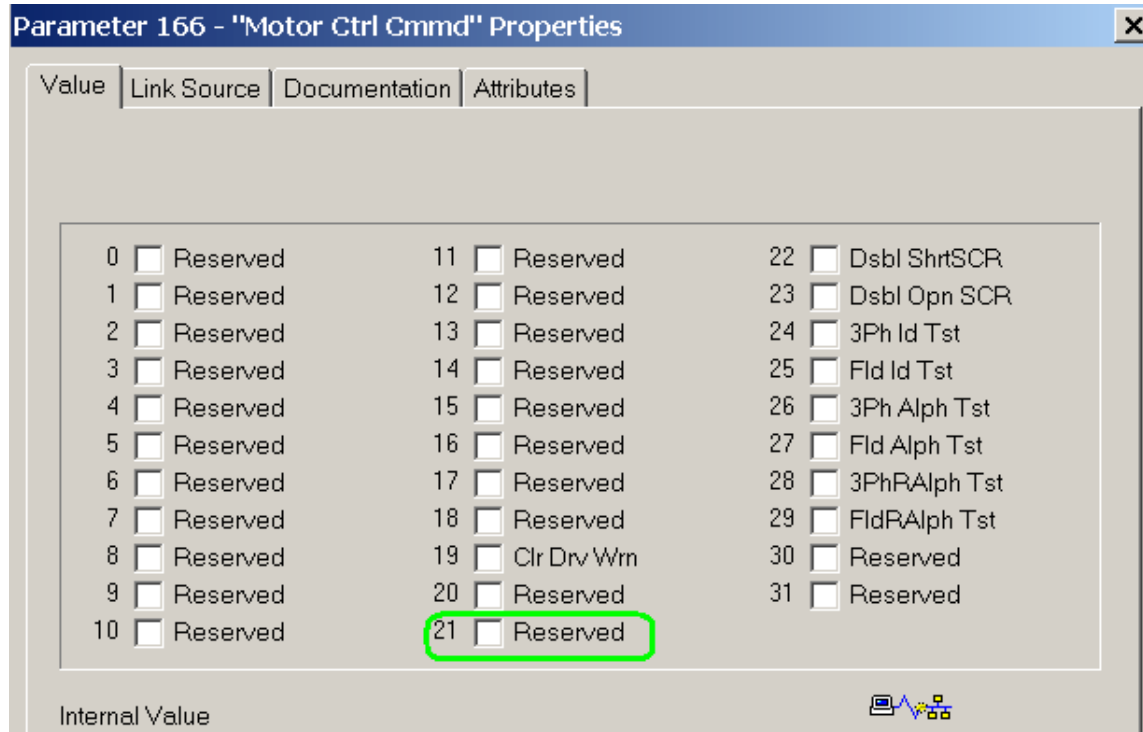 Parameter 166 - "Motor Ctrl Cmmd" Properties
Value Link Source Documentation Attributes
0 Reserved 11 Reserved 22 Dsbl ShrtSCR
1 Reserved 12 Reserved 23 Dsbl Opn SCR
2 Reserved 13 Reserved 24 3Ph Id Tst
3 Reserved 14 Reserved 25 Fld Id Tst
4 Reserved 15 Reserved 26 3Ph Alph Tst
5 Reserved 16 Reserved 27 Fld Alph Tst
6 Reserved 17 Reserved 28 3PhRAlph Tst
7 Reserved 18 Reserved 29 FldRAlph Tst
8 Reserved 19 Clr Drv Wrn 30 Reserved
9 Reserved 20 Reserved 31 Reserved
10 Reserved 21 Reserved
Internal Value